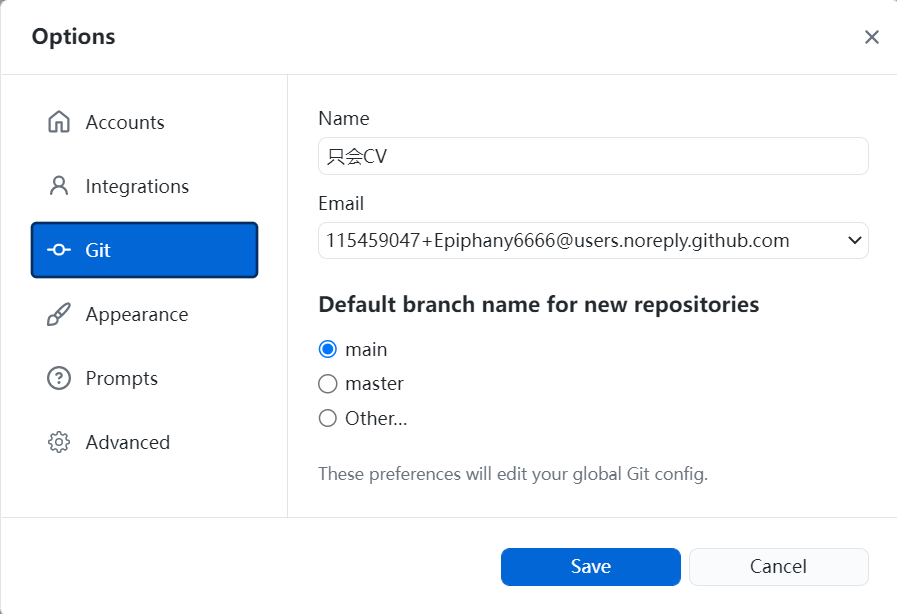 Options
Accounts
Integrations
Git
Appearance
Prompts
Advanced
Name
只会CV
Email
115459047+Epiphany6666@users.noreply.github.com
Default branch name for new repositories
main
master
Other...
These preferences will edit your global Git config.
Save
Cancel